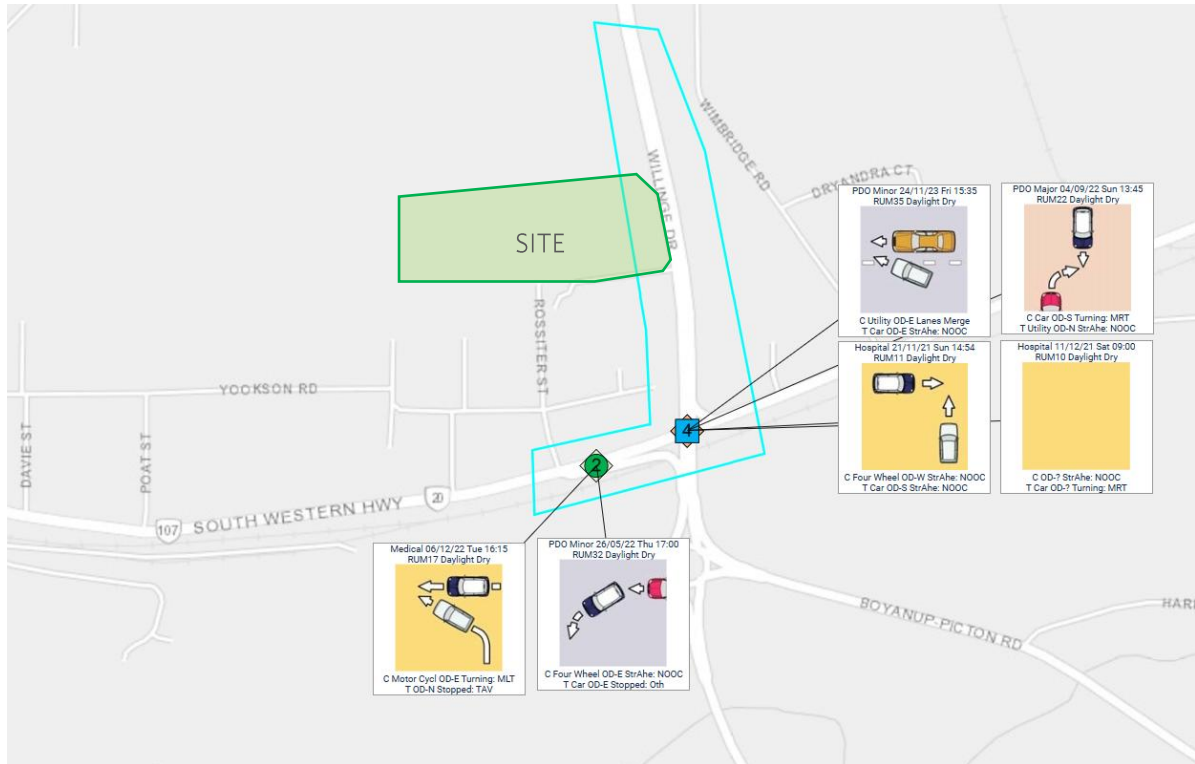 WILLINGE DR
WIMBRIDGE RD
DRYANDRA CT
SITE
ROSSITER ST
YOOKSON RD
DAVIE ST
POAT ST
107
SOUTH WESTERN HWY
20
2
4
BOYANUP-PICTON RD
PDO Minor 24/11/23 Fri 15:35
RUM35 Daylight Dry
C Utility OD-E Lanes Merge
T Car OD-E StrAhe: NOOC
PDO Major 04/09/22 Sun 13:45
RUM22 Daylight Dry
C Car OD-S Turning: MRT
T Utility OD-N StrAhe: NOOC
Hospital 21/11/21 Sun 14:54
RUM11 Daylight Dry
C Four Wheel OD-W StrAhe: NOOC
T Car OD-S StrAhe: NOOC
Hospital 11/12/21 Sat 09:00
RUM10 Daylight Dry
C OD-? StrAhe: NOOC
T Car OD-? Turning: MRT
Medical 06/12/22 Tue 16:15
RUM17 Daylight Dry
C Motor Cycl OD-E Turning: MLT
T OD-N Stopped: TAV
PDO Minor 26/05/22 Thu 17:00
RUM32 Daylight Dry
C Four Wheel OD-E StrAhe: NOOC
T Car OD-E Stopped: Oth